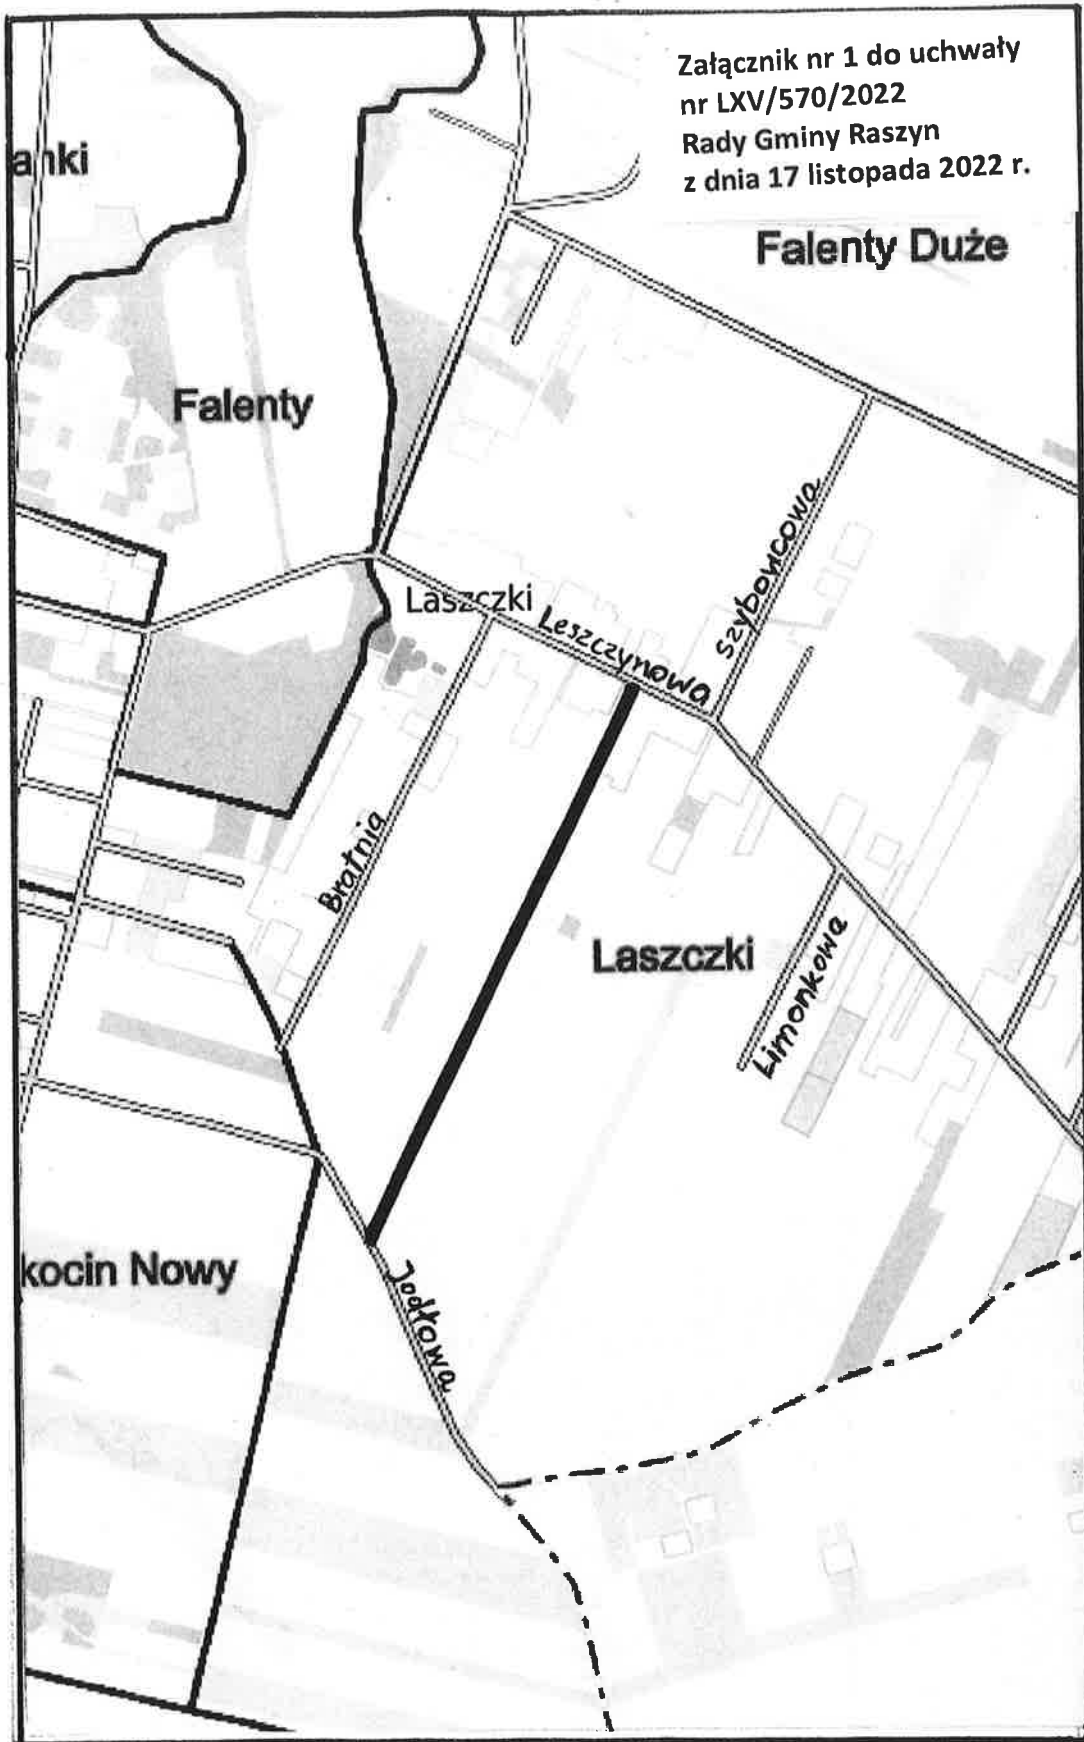 Załącznik nr 1 do uchwały
nr LXV/570/2022
Rady Gminy Raszyn
z dnia 17 listopada 2022 r.
anki
Falenty Duże
Falenty
Szybowcowa
Laszczki
Leszczynowa
Bratnia
Laszczki
Limonkowa
kocin Nowy
Jodłowa